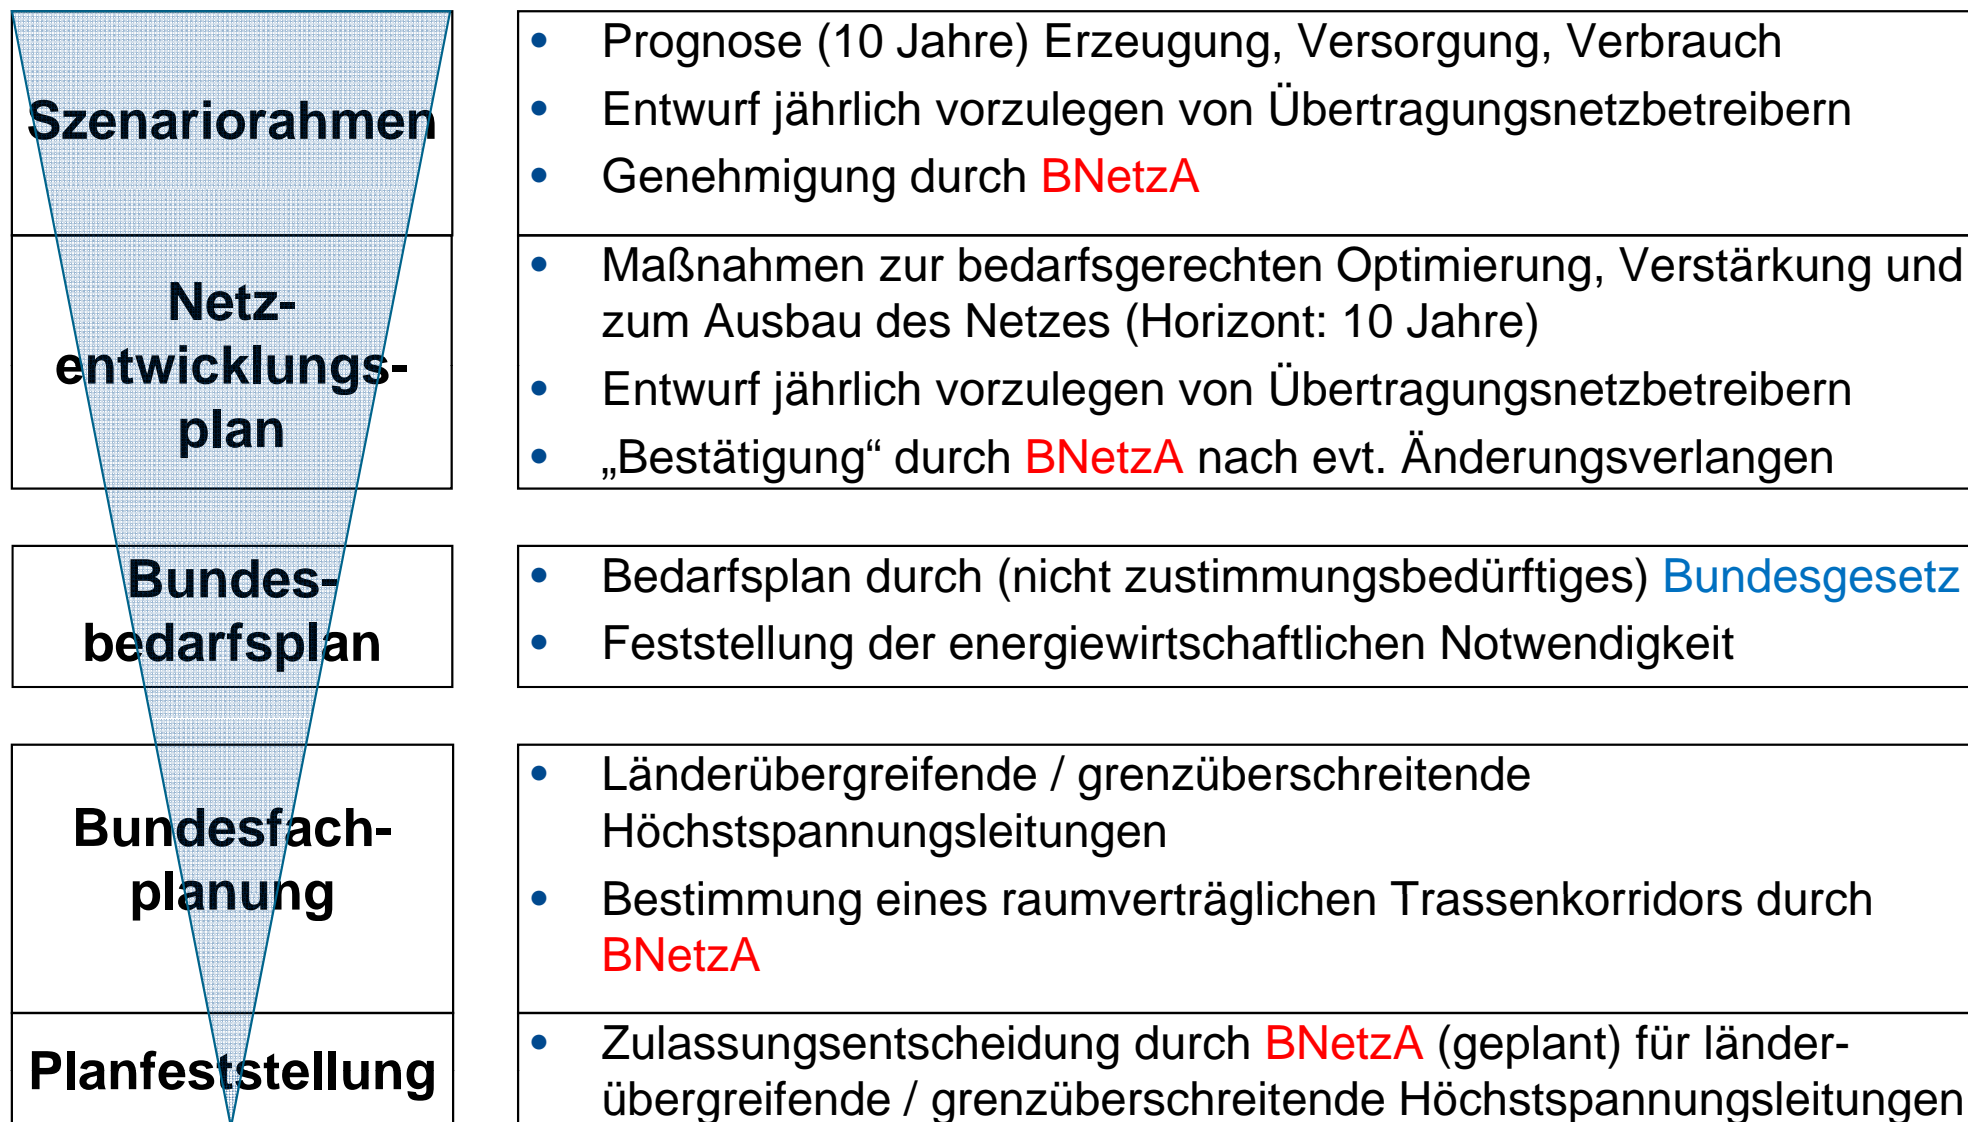 Szenariorahmen
• Prognose (10 Jahre) Erzeugung, Versorgung, Verbrauch
• Entwurf jährlich vorzulegen von Übertragungsnetzbetreibern
• Genehmigung durch BNetzA
Netz-
entwicklungs-
plan
• Maßnahmen zur bedarfsgerechten Optimierung, Verstärkung und
zum Ausbau des Netzes (Horizont: 10 Jahre)
• Entwurf jährlich vorzulegen von Übertragungsnetzbetreibern
• „Bestätigung“ durch BNetzA nach evt. Änderungsverlangen
Bundes-
bedarfsplan
• Bedarfsplan durch (nicht zustimmungsbedürftiges) Bundesgesetz
• Feststellung der energiewirtschaftlichen Notwendigkeit
Bundesfach-
planung
• Länderübergreifende / grenzüberschreitende
Höchstspannungsleitungen
• Bestimmung eines raumverträglichen Trassenkorridors durch
BNetzA
Planfeststellung
• Zulassungsentscheidung durch BNetzA (geplant) für länder-
übergreifende / grenzüberschreitende Höchstspannungsleitungen